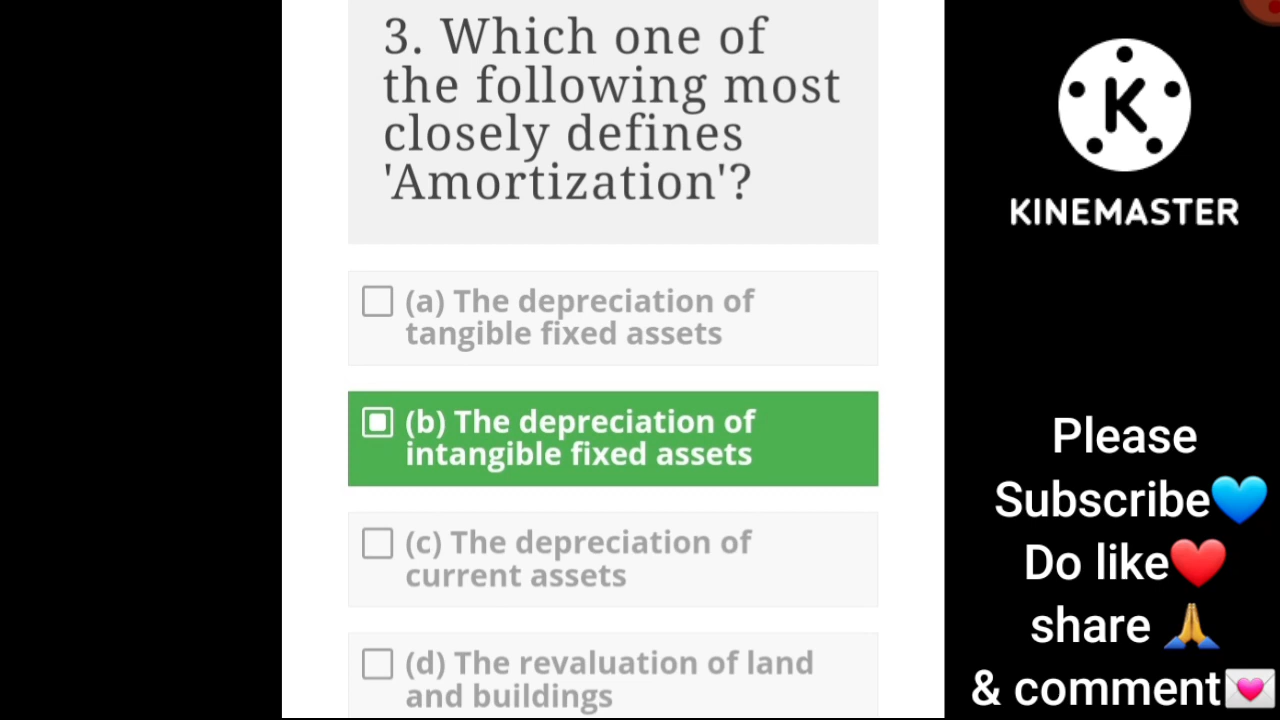 3. Which one of
the following most
closely defines
'Amortization'?
(a) The depreciation of
tangible fixed assets
(b) The depreciation of
intangible fixed assets
(c) The depreciation of
current assets
(d) The revaluation of land
and buildings
K
KINEMASTER
Please
Subscribe💙
Do like❤️
share 🙏
& comment💌